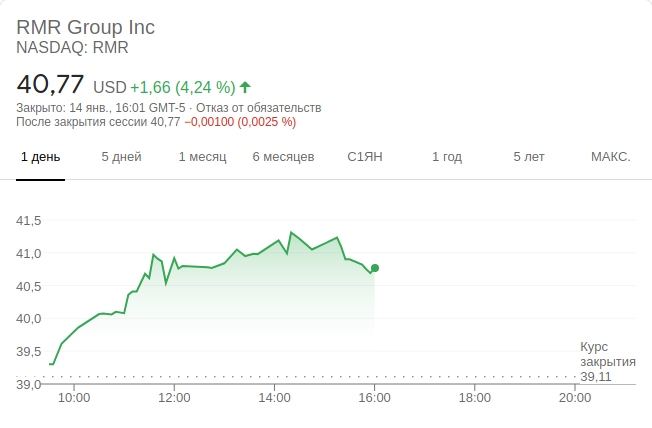 RMR Group Inc
NASDAQ: RMR
40,77 USD +1,66 (4,24 %)
Закрыто: 14 янв., 16:01 GMT-5 · Отказ от обязательств
После закрытия сессии 40,77 −0,00100 (0,0025 %)
1 день 5 дней 1 месяц 6 месяцев С1ЯН 1 год 5 лет МАКС.
41,5
41,0
40,5
40,0
39,5
39,0
Курс
закрытия
39,11
10:00 12:00 14:00 16:00 18:00 20:00